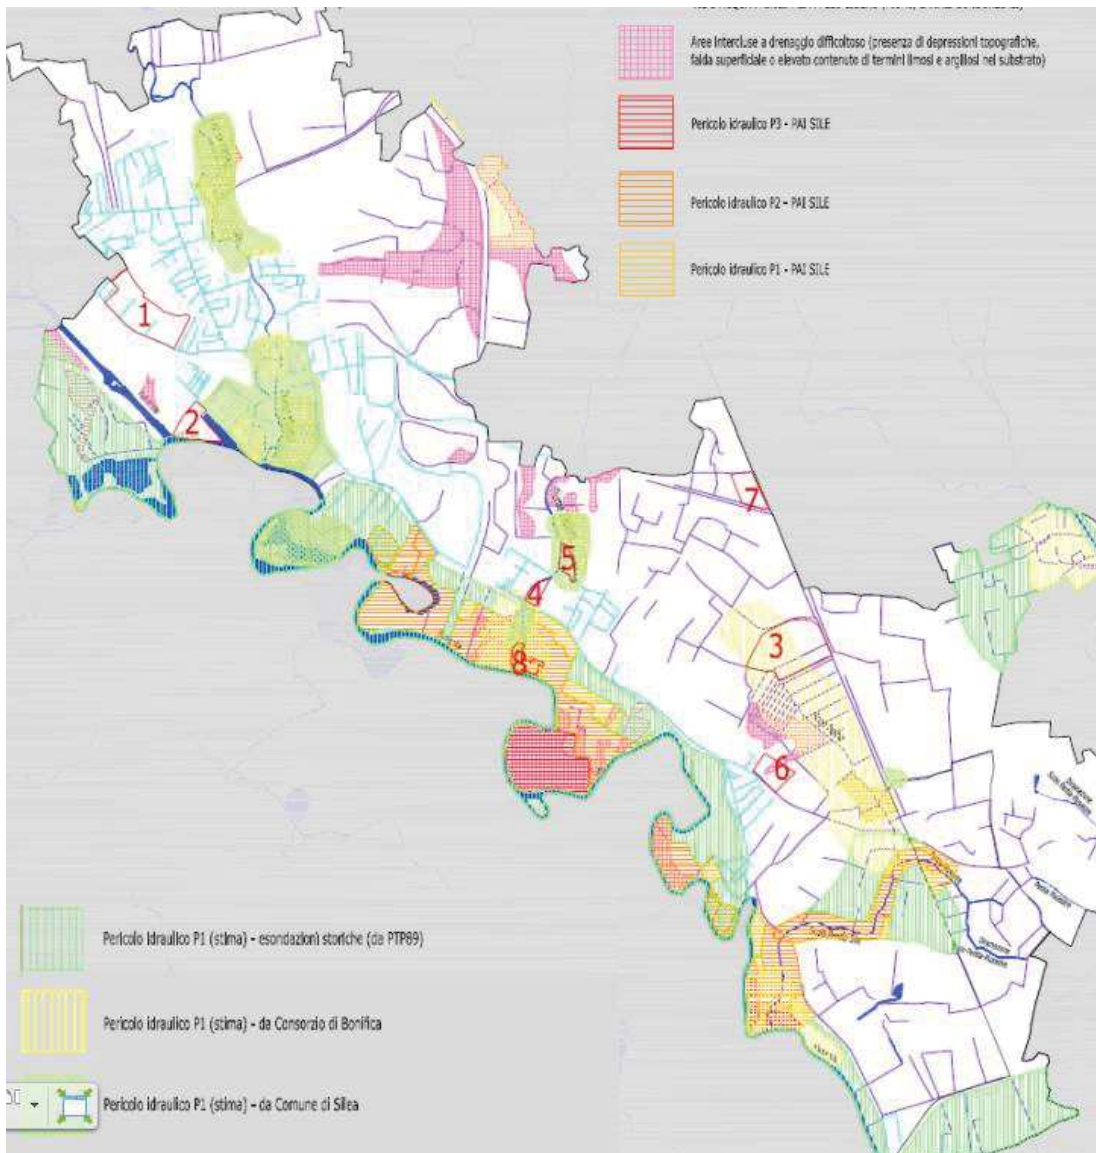 Aree intercluse a drenaggio difficoltoso (presenza di depressioni topografiche,
falda superficiale o elevato contenuto di termini limosi e argillosi nel substrato)
Pericolo idraulico P3 - PAI SILE
Pericolo idraulico P2 - PAI SILE
Pericolo idraulico P1 - PAI SILE
1
2
7
5
4
3
8
6
Pericolo idraulico P1 (stima) - esondazioni storiche (da PTP89)
Pericolo idraulico P1 (stima) - da Consorzio di Bonifica
Pericolo idraulico P1 (stima) - da Comune di Silea